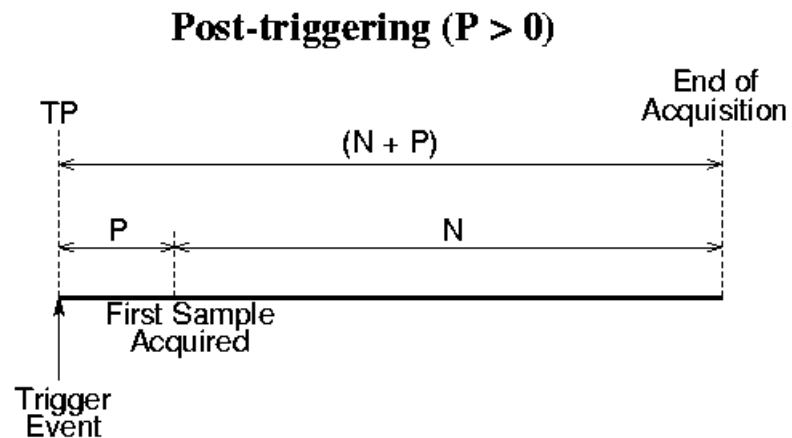 Post-triggering (P > 0)
TP
End of
Acquisition
(N + P)
P
N
First Sample
Acquired
Trigger
Event